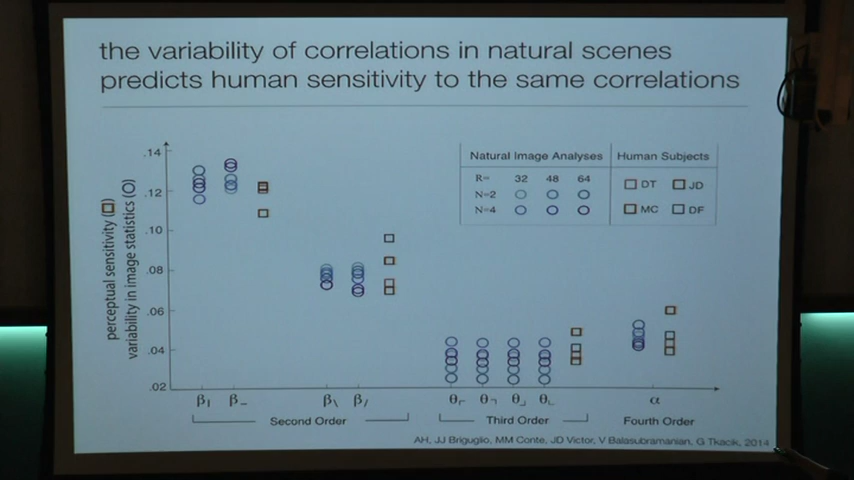 the variability of correlations in natural scenes
predicts human sensitivity to the same correlations
perceptual sensitivity (□)
variability in image statistics (O)
.14
.12
.10
.08
.06
.04
.02
Natural Image Analyses
Human Subjects
R= 32 48 64
N=2
N=4
DT JD
MC DF
β| β_ β\ β/ θ⌜ θ⌝ θ⌟ θ⌞ α
Second Order
Third Order
Fourth Order
AH, JJ Briguglio, MM Conte, JD Victor, V Balasubramanian, G Tkacik, 2014